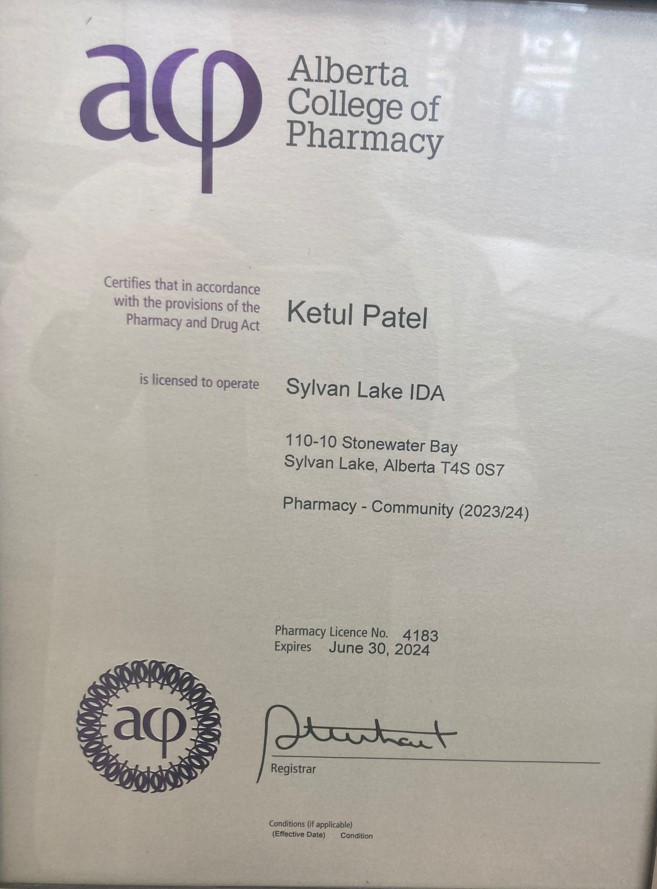 acp
Alberta
College of
Pharmacy
Certifies that in accordance
with the provisions of the
Pharmacy and Drug Act
Ketul Patel
is licensed to operate
Sylvan Lake IDA
110-10 Stonewater Bay
Sylvan Lake, Alberta T4S 0S7
Pharmacy - Community (2023/24)
Pharmacy Licence No. 4183
Expires June 30, 2024
acp
Registrar
Conditions (if applicable)
(Effective Date) Condition